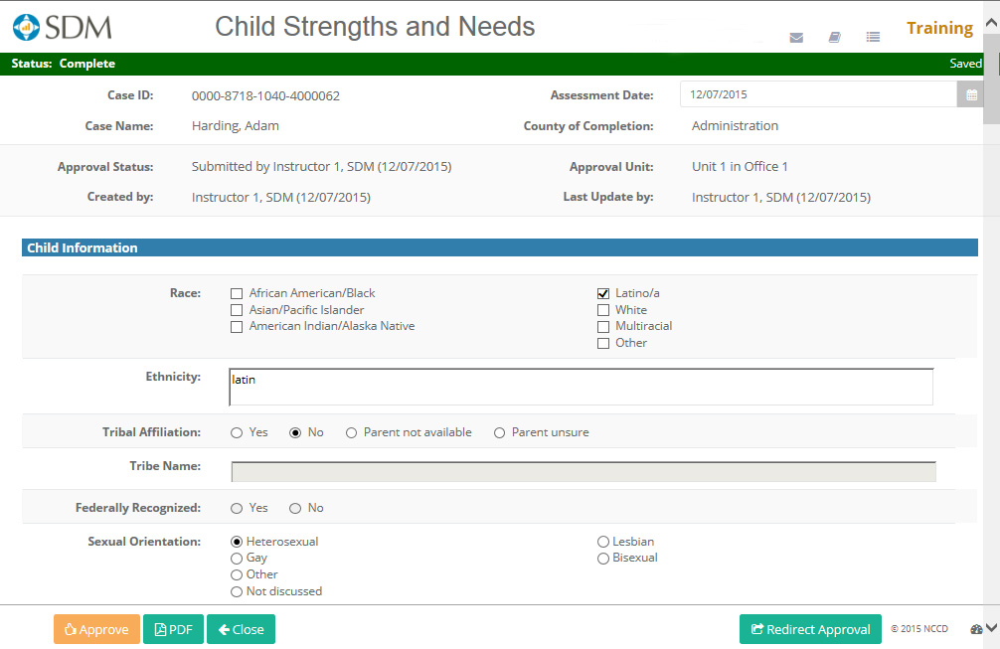 SDM Child Strengths and Needs Training
Status: Complete Saved
Case ID: 0000-8718-1040-4000062 Assessment Date: 12/07/2015
Case Name: Harding, Adam County of Completion: Administration
Approval Status: Submitted by Instructor 1, SDM (12/07/2015) Approval Unit: Unit 1 in Office 1
Created by: Instructor 1, SDM (12/07/2015) Last Update by: Instructor 1, SDM (12/07/2015)
Child Information
Race: African American/Black Latino/a
Asian/Pacific Islander White
American Indian/Alaska Native Multiracial
Other
Ethnicity: latin
Tribal Affiliation: Yes No Parent not available Parent unsure
Tribe Name:
Federally Recognized: Yes No
Sexual Orientation: Heterosexual Lesbian
Gay Bisexual
Other
Not discussed
Approve PDF Close Redirect Approval © 2015 NCCD